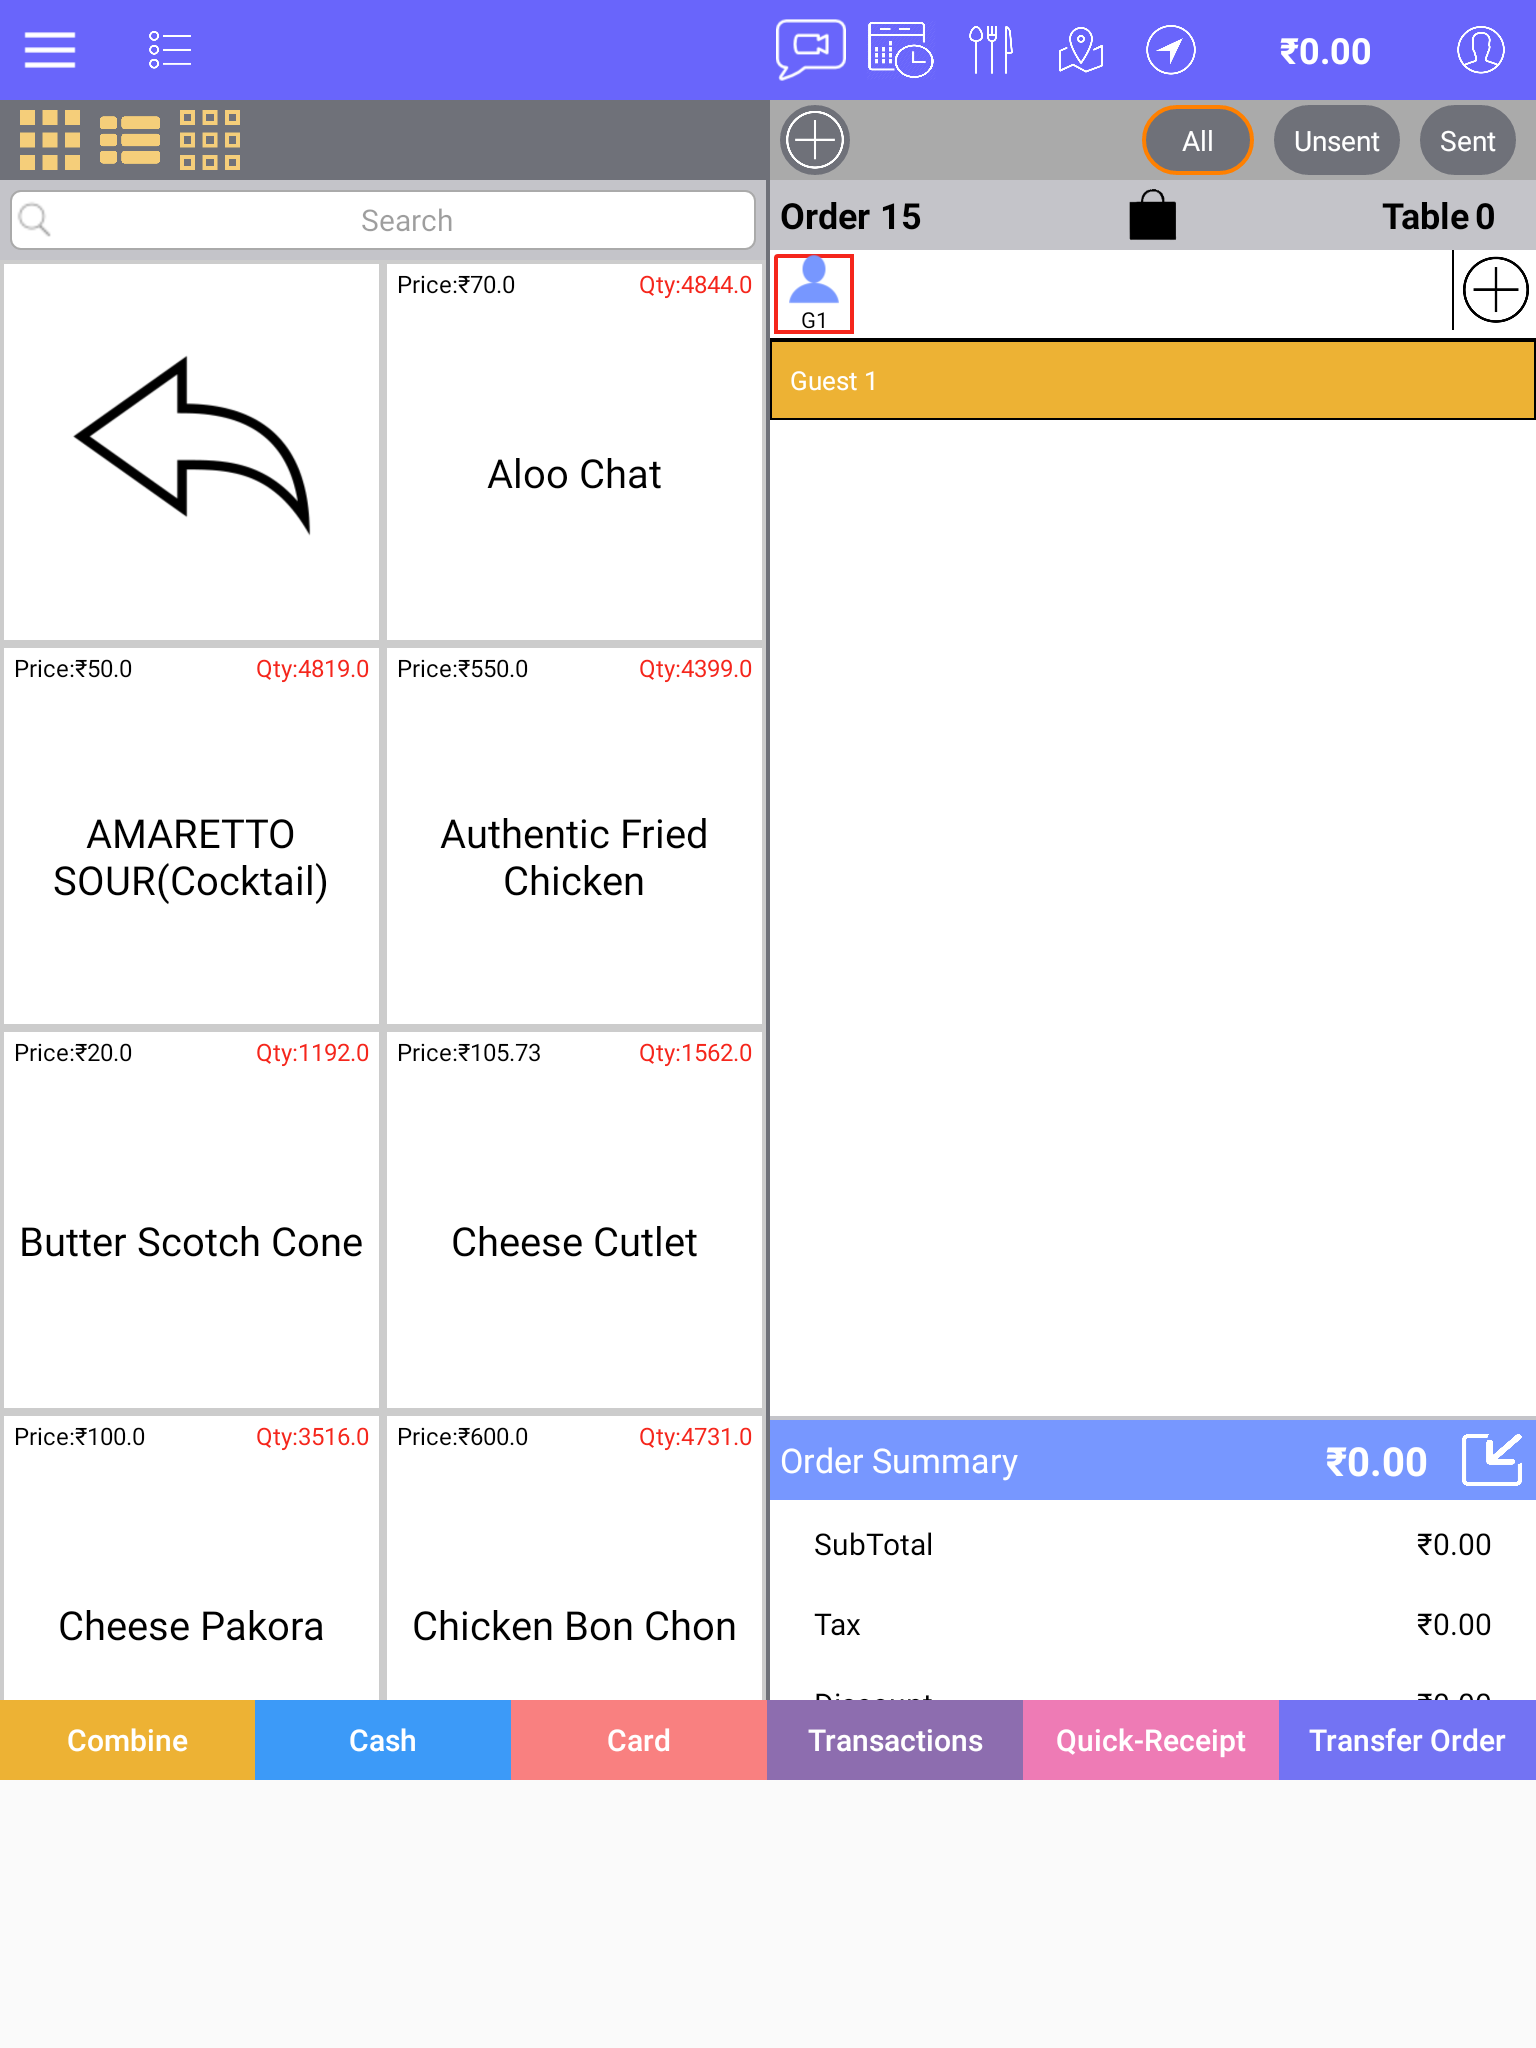 ₹0.00
All
Unsent
Sent
Search
Order 15
Table 0
G1
Guest 1
Price:₹70.0
Qty:4844.0
Aloo Chat
Price:₹50.0
Qty:4819.0
AMARETTO
SOUR(Cocktail)
Price:₹550.0
Qty:4399.0
Authentic Fried
Chicken
Price:₹20.0
Qty:1192.0
Butter Scotch Cone
Price:₹105.73
Qty:1562.0
Cheese Cutlet
Price:₹100.0
Qty:3516.0
Cheese Pakora
Price:₹600.0
Qty:4731.0
Chicken Bon Chon
Order Summary
₹0.00
SubTotal
₹0.00
Tax
₹0.00
Discount
₹0.00
Combine
Cash
Card
Transactions
Quick-Receipt
Transfer Order